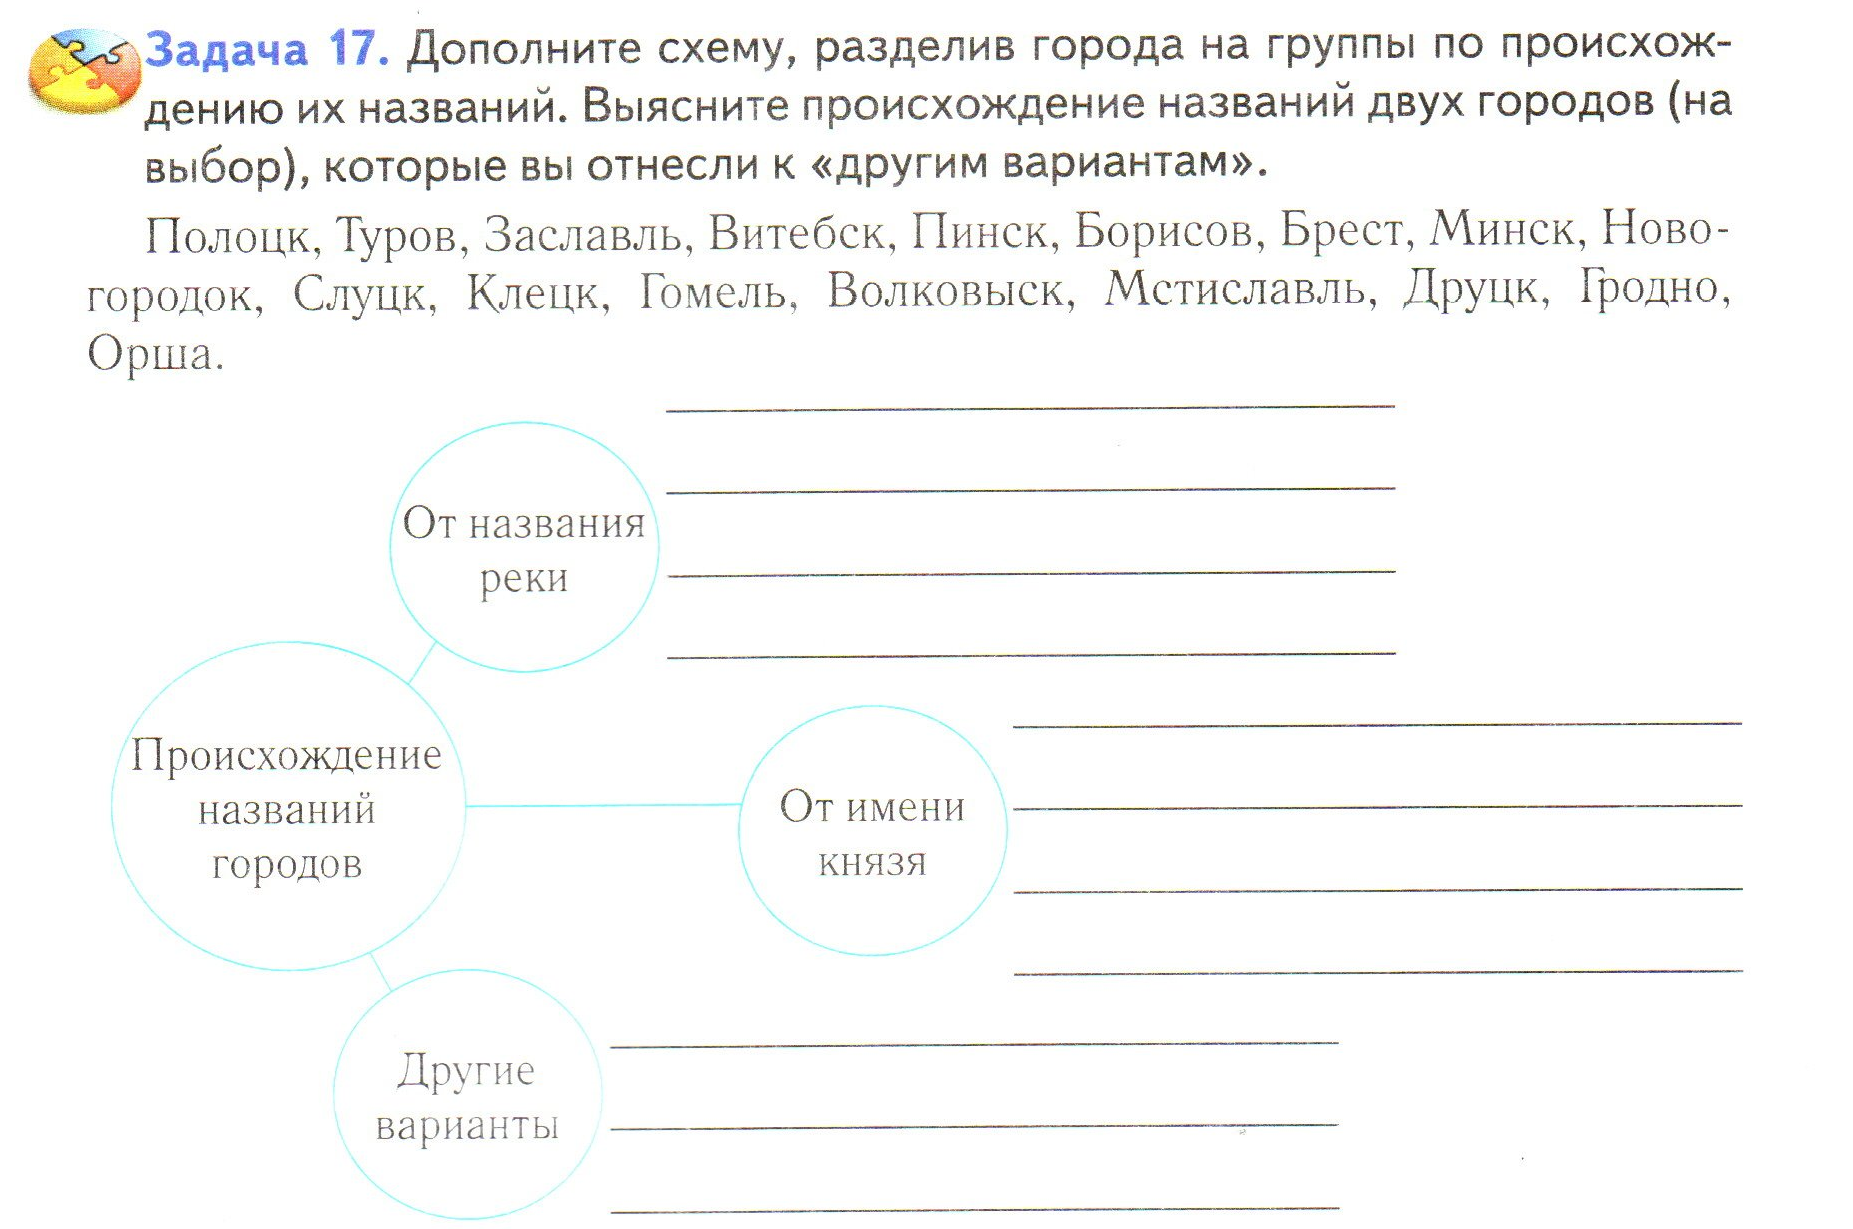 Задача 17. Дополните схему, разделив города на группы по происхож-
дению их названий. Выясните происхождение названий двух городов (на
выбор), которые вы отнесли к «другим вариантам».
Полоцк, Туров, Заславль, Витебск, Пинск, Борисов, Брест, Минск, Ново-
городок, Слуцк, Клецк, Гомель, Волковыск, Мстиславль, Друцк, Гродно,
Орша.
От названия
реки
Происхождение
названий
городов
От имени
князя
Другие
варианты